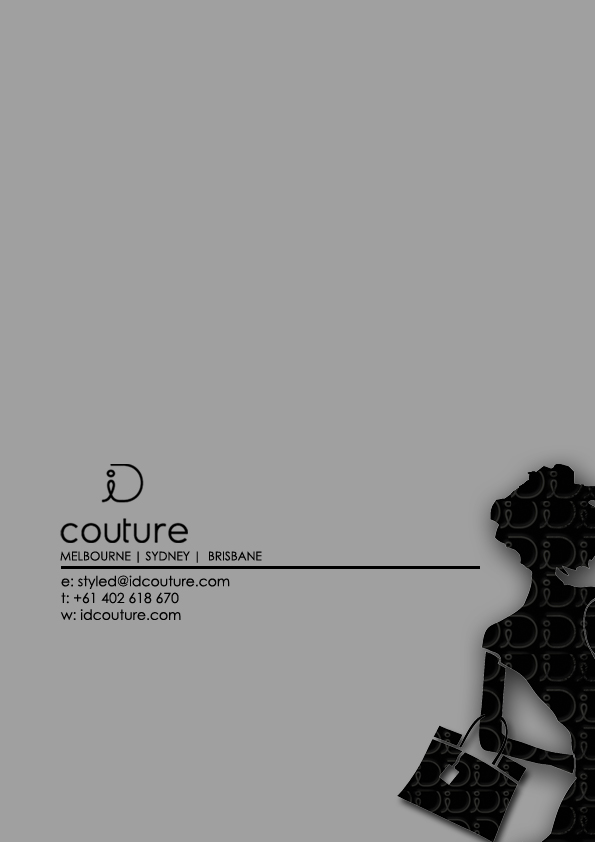 iD
couture
MELBOURNE | SYDNEY | BRISBANE
e: styled@idcouture.com
t: +61 402 618 670
w: idcouture.com